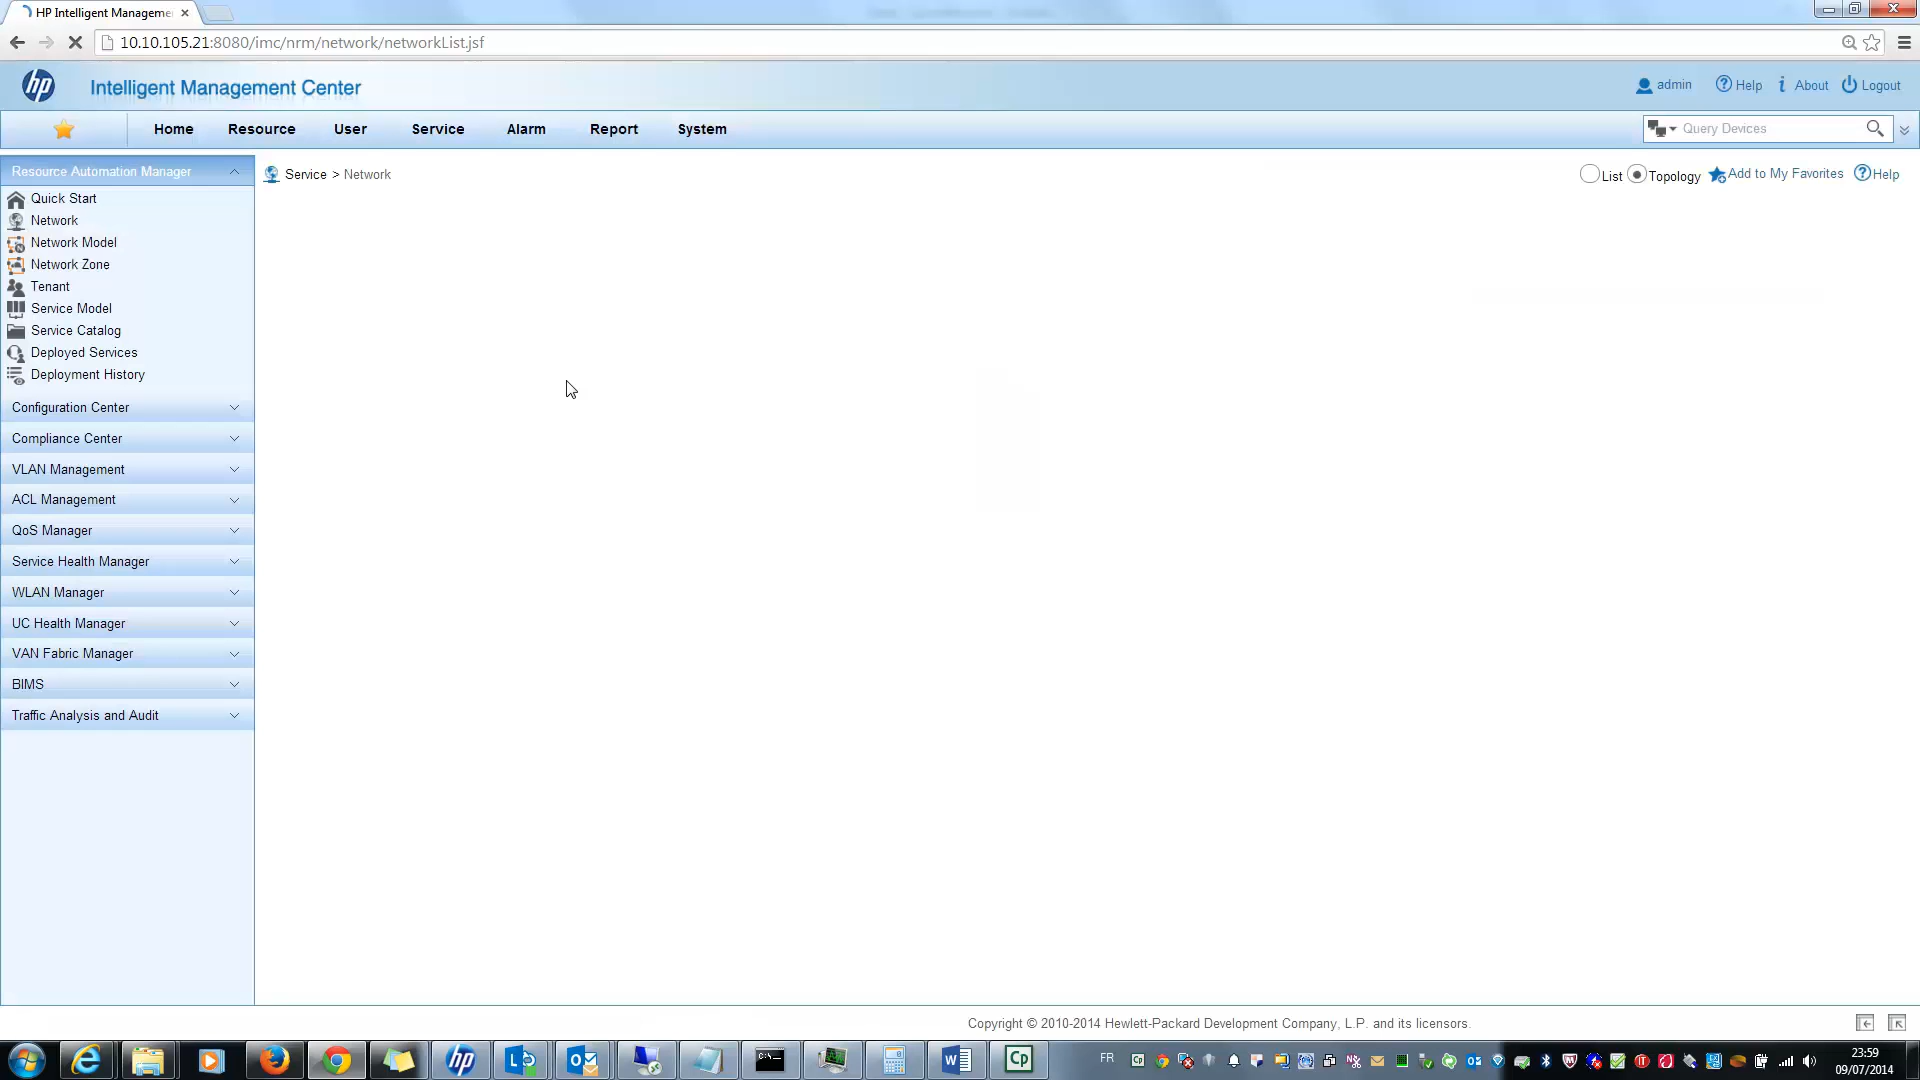 HP Intelligent Manageme
10.10.105.21:8080/imc/nrm/network/networkList.jsf
hp Intelligent Management Center
admin Help About Logout
Home Resource User Service Alarm Report System
Query Devices
Resource Automation Manager
Quick Start
Network
Network Model
Network Zone
Tenant
Service Model
Service Catalog
Deployed Services
Deployment History
Configuration Center
Compliance Center
VLAN Management
ACL Management
QoS Manager
Service Health Manager
WLAN Manager
UC Health Manager
VAN Fabric Manager
BIMS
Traffic Analysis and Audit
Service > Network
List Topology Add to My Favorites Help
Copyright © 2010-2014 Hewlett-Packard Development Company, L.P. and its licensors.
FR
23:59
09/07/2014